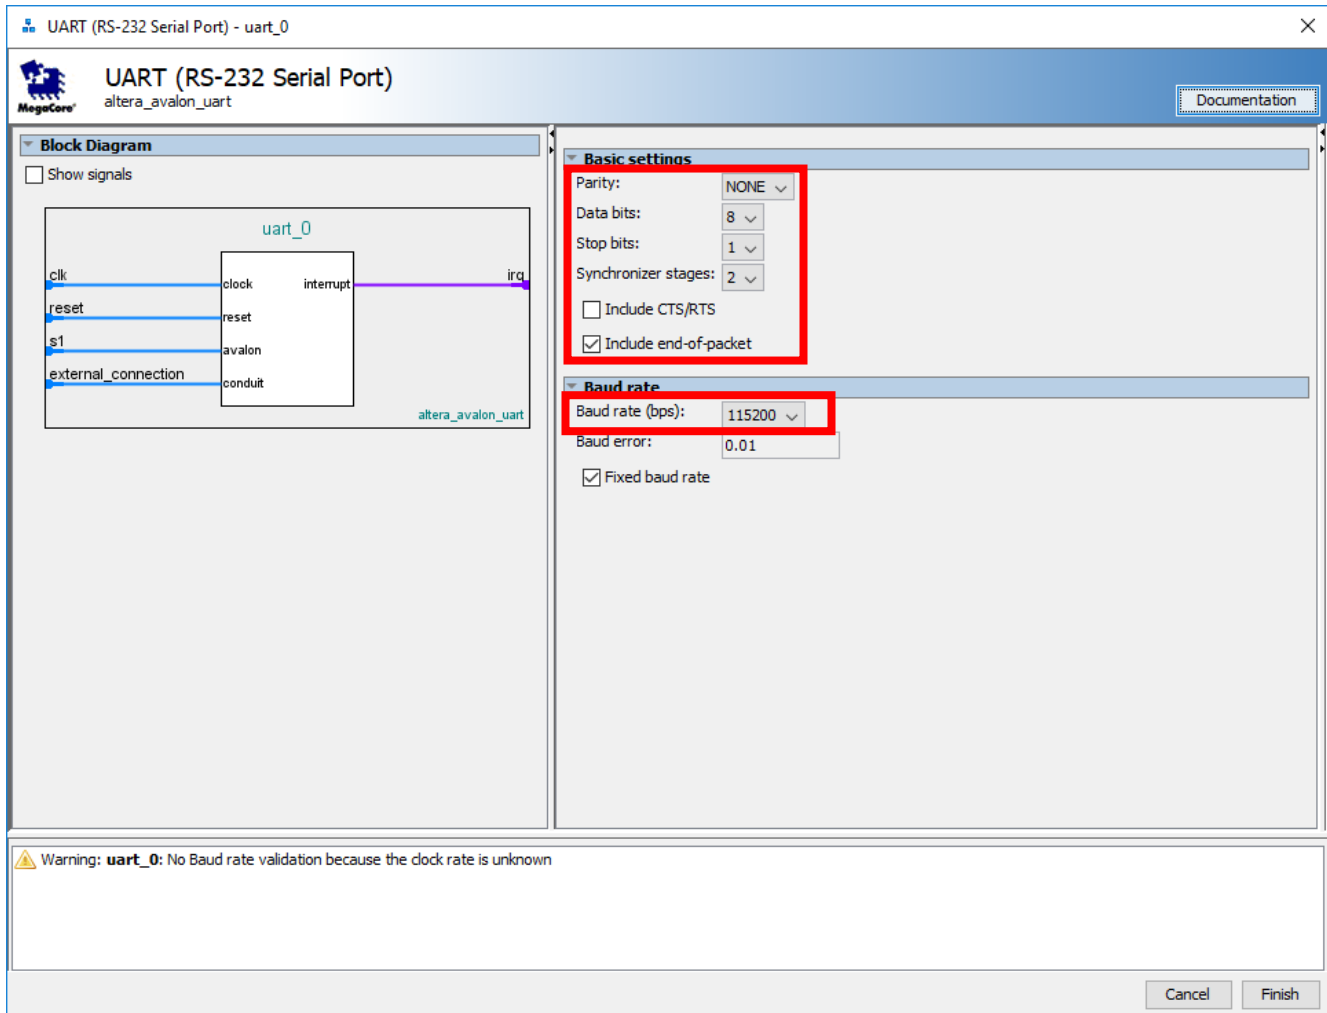 UART (RS-232 Serial Port) - uart_0
MegaCore®
UART (RS-232 Serial Port)
altera_avalon_uart
Documentation
Block Diagram
Show signals
uart_0
clk
clock
interrupt
irq
reset
reset
s1
avalon
external_connection
conduit
altera_avalon_uart
Basic settings
Parity: NONE
Data bits: 8
Stop bits: 1
Synchronizer stages: 2
Include CTS/RTS
Include end-of-packet
Baud rate
Baud rate (bps): 115200
Baud error: 0.01
Fixed baud rate
Warning: uart_0: No Baud rate validation because the clock rate is unknown
Cancel Finish